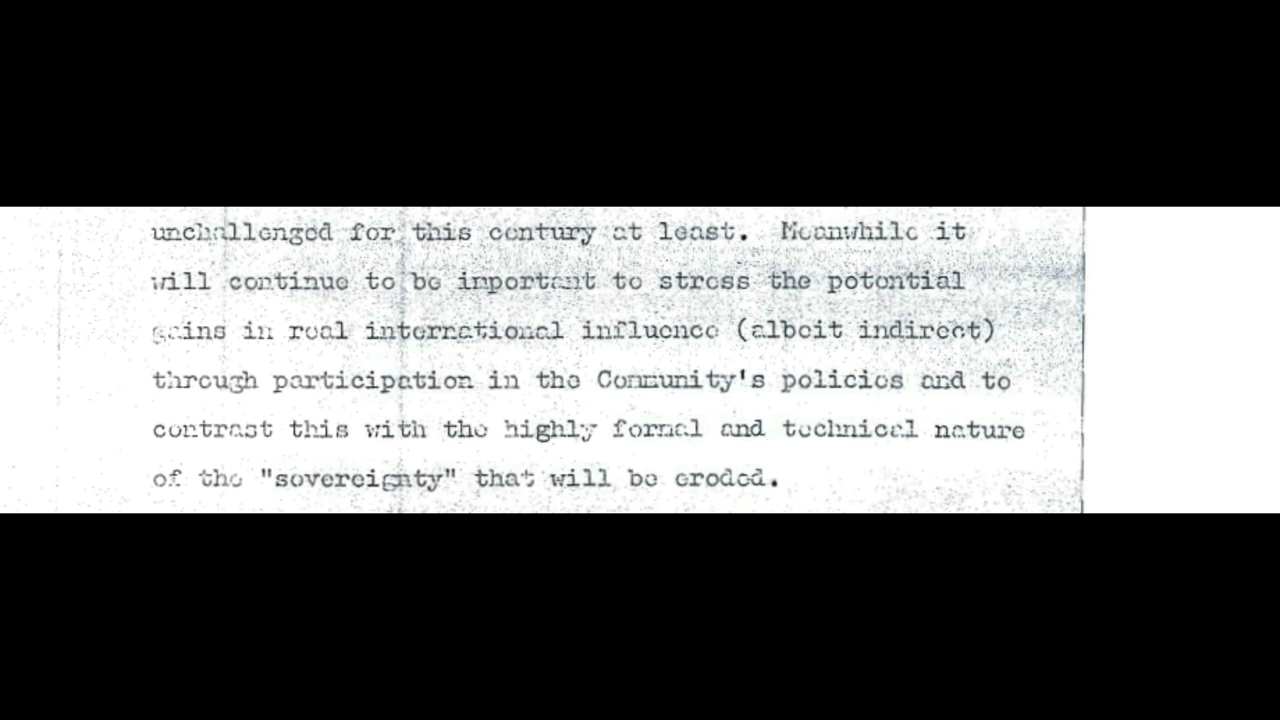 unchallenged for this century at least. Meanwhile it
will continue to be important to stress the potential
gains in real international influence (albeit indirect)
through participation in the Community's policies and to
contrast this with the highly formal and technical nature
of the "sovereignty" that will be eroded.